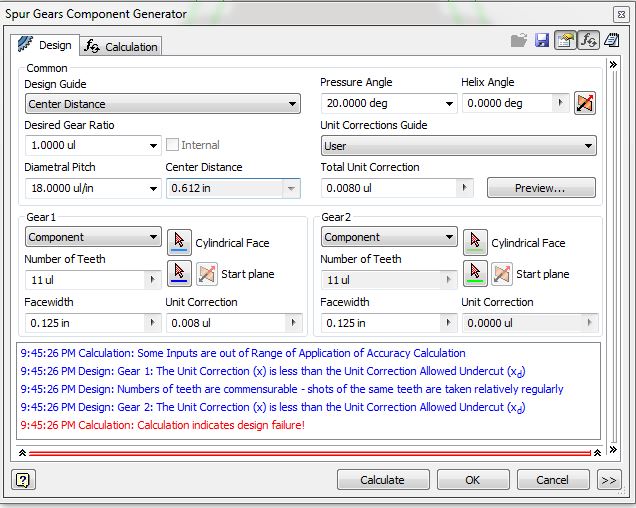 Spur Gears Component Generator
Design
Calculation
Common
Design Guide
Pressure Angle
Helix Angle
Center Distance
20.0000 deg
0.0000 deg
Desired Gear Ratio
Unit Corrections Guide
1.0000 ul
Internal
User
Diametral Pitch
Center Distance
Total Unit Correction
18.0000 ul/in
0.612 in
0.0080 ul
Preview...
Gear1
Gear2
Component
Cylindrical Face
Component
Cylindrical Face
Number of Teeth
Number of Teeth
11 ul
Start plane
11 ul
Start plane
Facewidth
Unit Correction
Facewidth
Unit Correction
0.125 in
0.008 ul
0.125 in
0.0000 ul
9:45:26 PM Calculation: Some Inputs are out of Range of Application of Accuracy Calculation
9:45:26 PM Design: Gear 1: The Unit Correction (x) is less than the Unit Correction Allowed Undercut (xd)
9:45:26 PM Design: Numbers of teeth are commensurable - shots of the same teeth are taken relatively regularly
9:45:26 PM Design: Gear 2: The Unit Correction (x) is less than the Unit Correction Allowed Undercut (xd)
9:45:26 PM Calculation: Calculation indicates design failure!
Calculate
OK
Cancel
>>